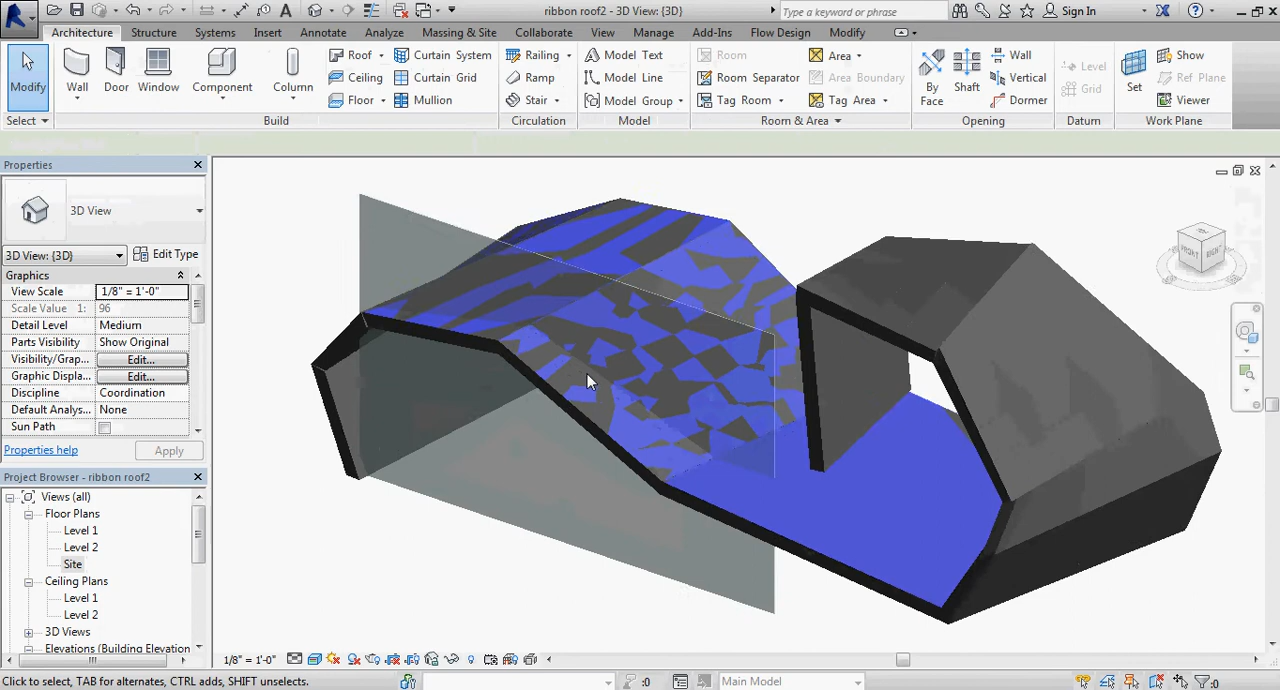 ribbon roof2 - 3D View: {3D}
Type a keyword or phrase
Sign In
Architecture Structure Systems Insert Annotate Analyze Massing & Site Collaborate View Manage Add-Ins Flow Design Modify
Modify
Select
Wall
Door
Window
Component
Column
Roof
Ceiling
Floor
Curtain System
Curtain Grid
Mullion
Build
Railing
Ramp
Stair
Circulation
Model Text
Model Line
Model Group
Model
Room
Room Separator
Tag Room
Area
Area Boundary
Tag Area
Room & Area
By
Face
Shaft
Wall
Vertical
Dormer
Opening
Level
Grid
Datum
Set
Show
Ref Plane
Viewer
Work Plane
Properties
3D View
3D View: {3D}
Edit Type
Graphics
View Scale 1/8" = 1'-0"
Scale Value 1: 96
Detail Level Medium
Parts Visibility Show Original
Visibility/Grap... Edit...
Graphic Displa... Edit...
Discipline Coordination
Default Analys... None
Sun Path
Properties help
Apply
Project Browser - ribbon roof2
Views (all)
Floor Plans
Level 1
Level 2
Site
Ceiling Plans
Level 1
Level 2
3D Views
Elevations (Building Elevation
FRONT
RIGHT
1/8" = 1'-0"
Click to select, TAB for alternates, CTRL adds, SHIFT unselects.
:0
Main Model
:0